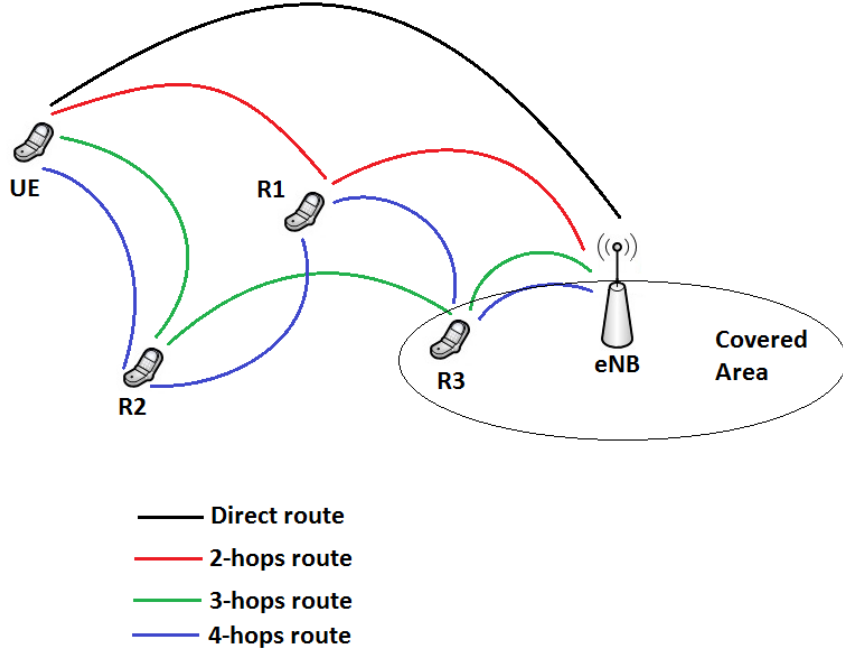 UE
R1
R2
R3
eNB
Covered
Area
Direct route
2-hops route
3-hops route
4-hops route